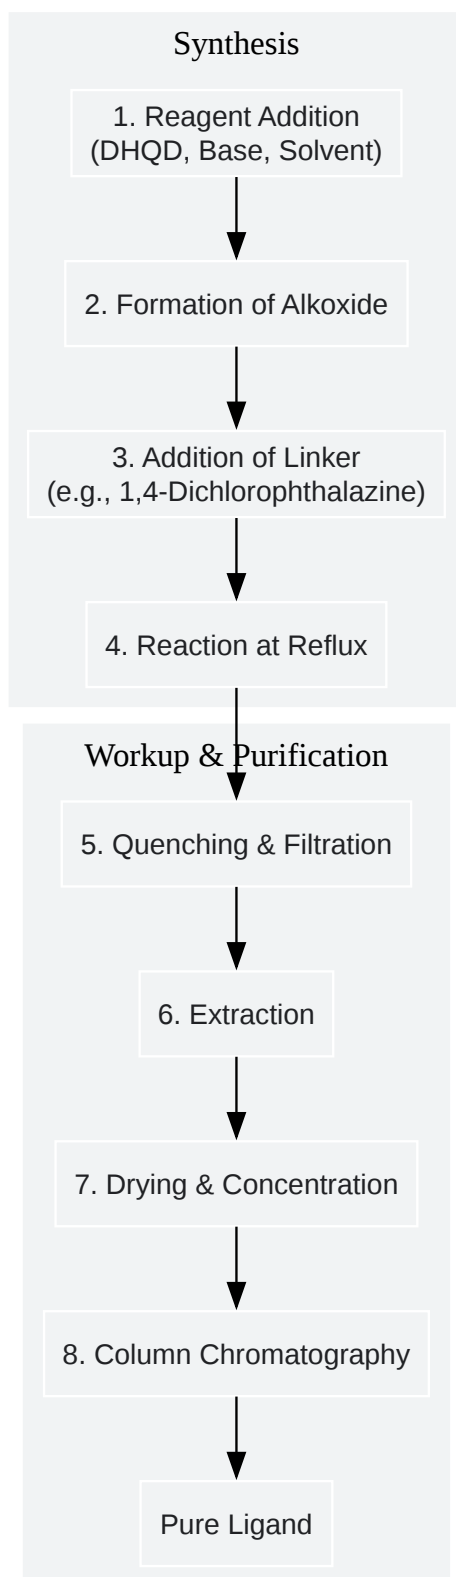 Synthesis
1. Reagent Addition
(DHQD, Base, Solvent)
2. Formation of Alkoxide
3. Addition of Linker
(e.g., 1,4-Dichlorophthalazine)
4. Reaction at Reflux
Workup & Purification
5. Quenching & Filtration
6. Extraction
7. Drying & Concentration
8. Column Chromatography
Pure Ligand